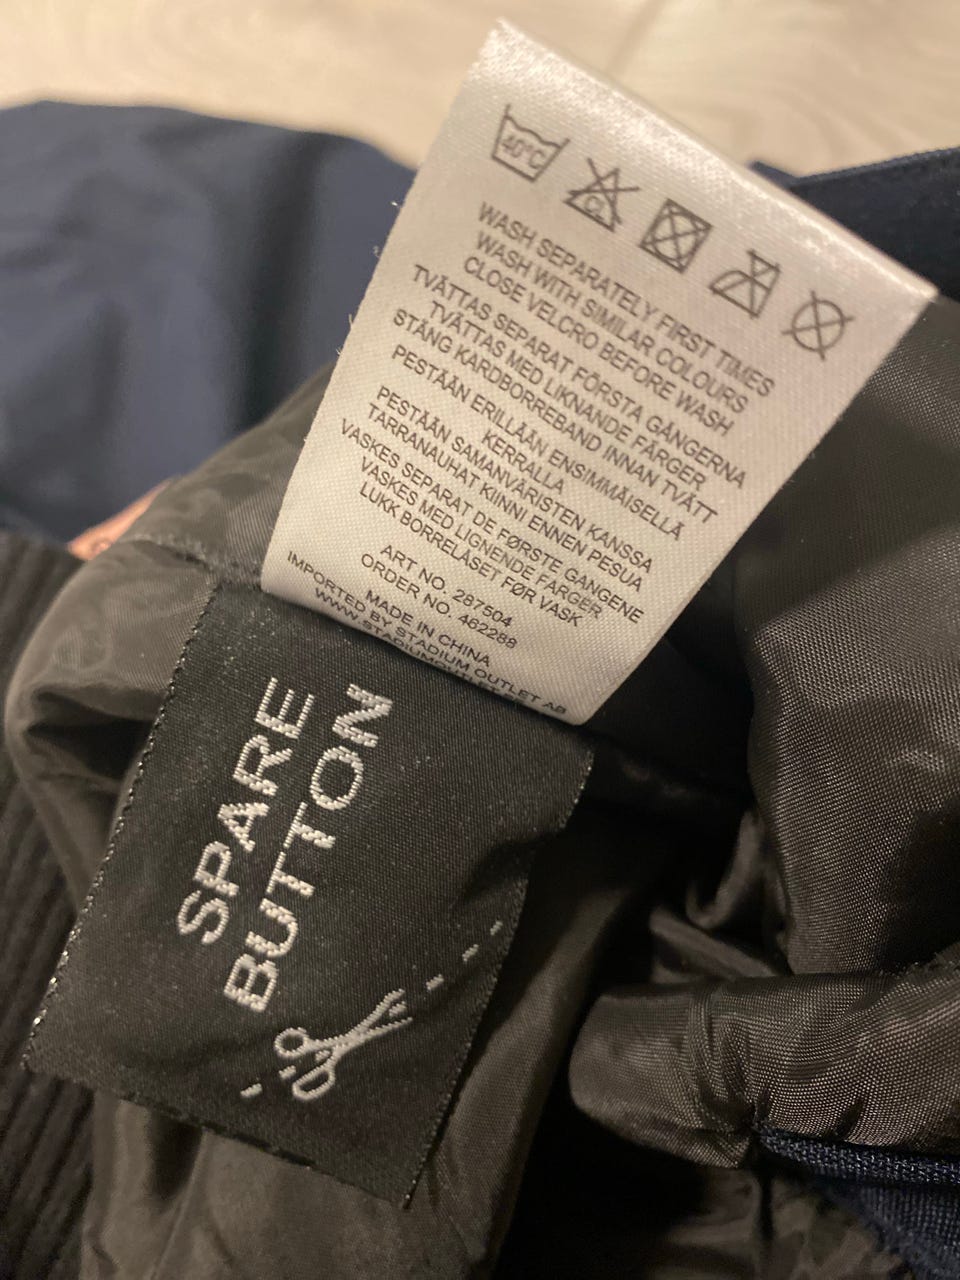 40°C
C
WASH SEPARATELY FIRST TIMES
WASH WITH SIMILAR COLOURS
CLOSE VELCRO BEFORE WASH
TVÄTTAS SEPARAT FÖRSTA GÅNGERNA
TVÄTTAS MED LIKNANDE FÄRGER
STÄNG KARDBORREBAND INNAN TVÄTT
PESTÄÄN ERILLÄÄN ENSIMMÄISELLÄ
KERRALLA
PESTÄÄN SAMANVÄRISTEN KANSSA
TARRANAUHAT KIINNI ENNEN PESUA
VASKES SEPARAT DE FØRSTE GANGENE
VASKES MED LIGNENDE FARGER
LUKK BORRELÅSET FØR VASK
ART NO. 287504
ORDER NO. 462289
MADE IN CHINA
IMPORTED BY STADIUM OUTLET AB
SPARE
BUTTON